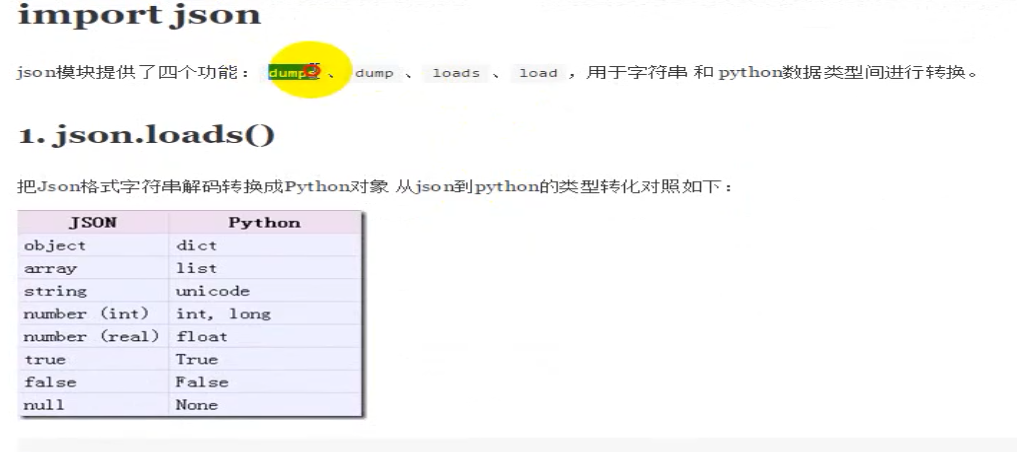 import json
json模块提供了四个功能： dumps 、 dump 、 loads 、 load ，用于字符串 和 python数据类型间进行转换。
1. json.loads()
把Json格式字符串解码转换成Python对象 从json到python的类型转化对照如下：
JSON Python
object dict
array list
string unicode
number (int) int, long
number (real) float
true True
false False
null None